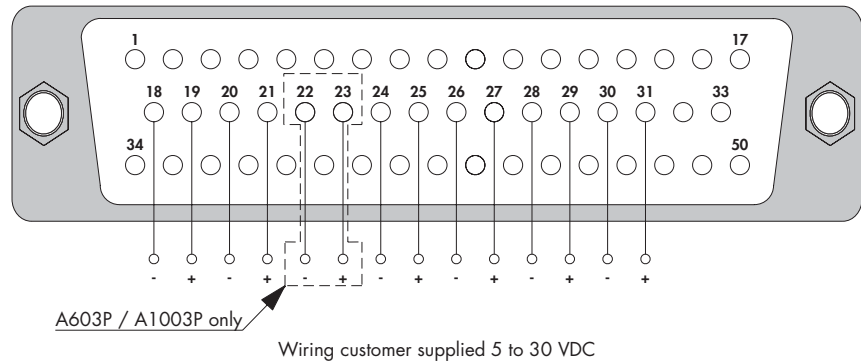 1 17
18 19 20 21 22 23 24 25 26 27 28 29 30 31 33
34 50
- + - + - + - + - + - + - +
A603P / A1003P only
Wiring customer supplied 5 to 30 VDC